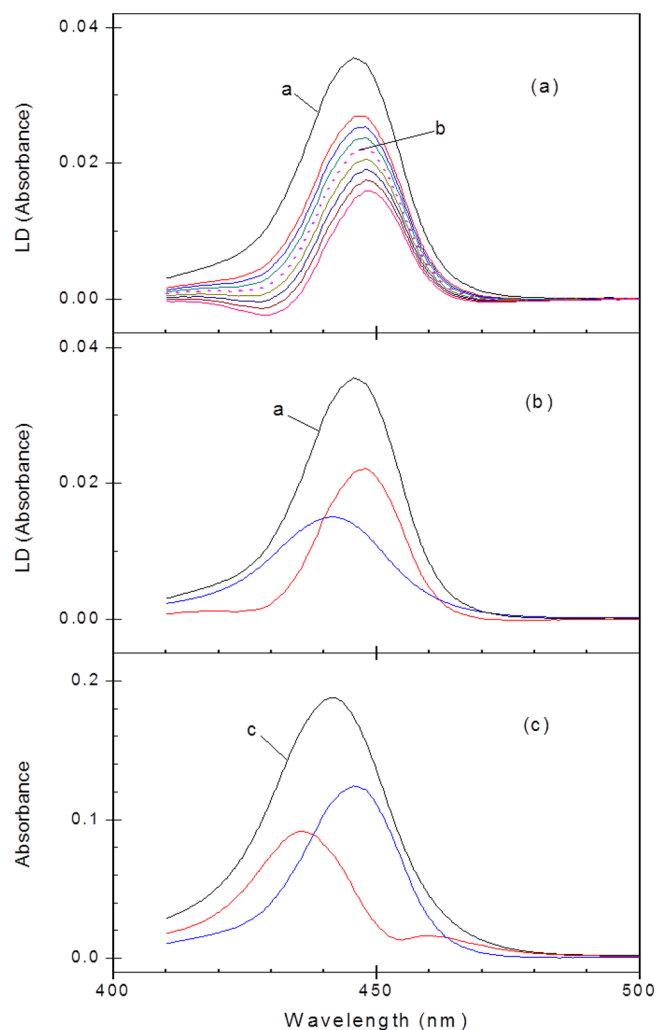 0.04
(a)
a
b
0.02
LD (Absorbance)
0.00
0.04
(b)
a
0.02
LD (Absorbance)
0.00
0.2
(c)
c
0.1
Absorbance
0.0
400
450
500
Wavelength (nm)